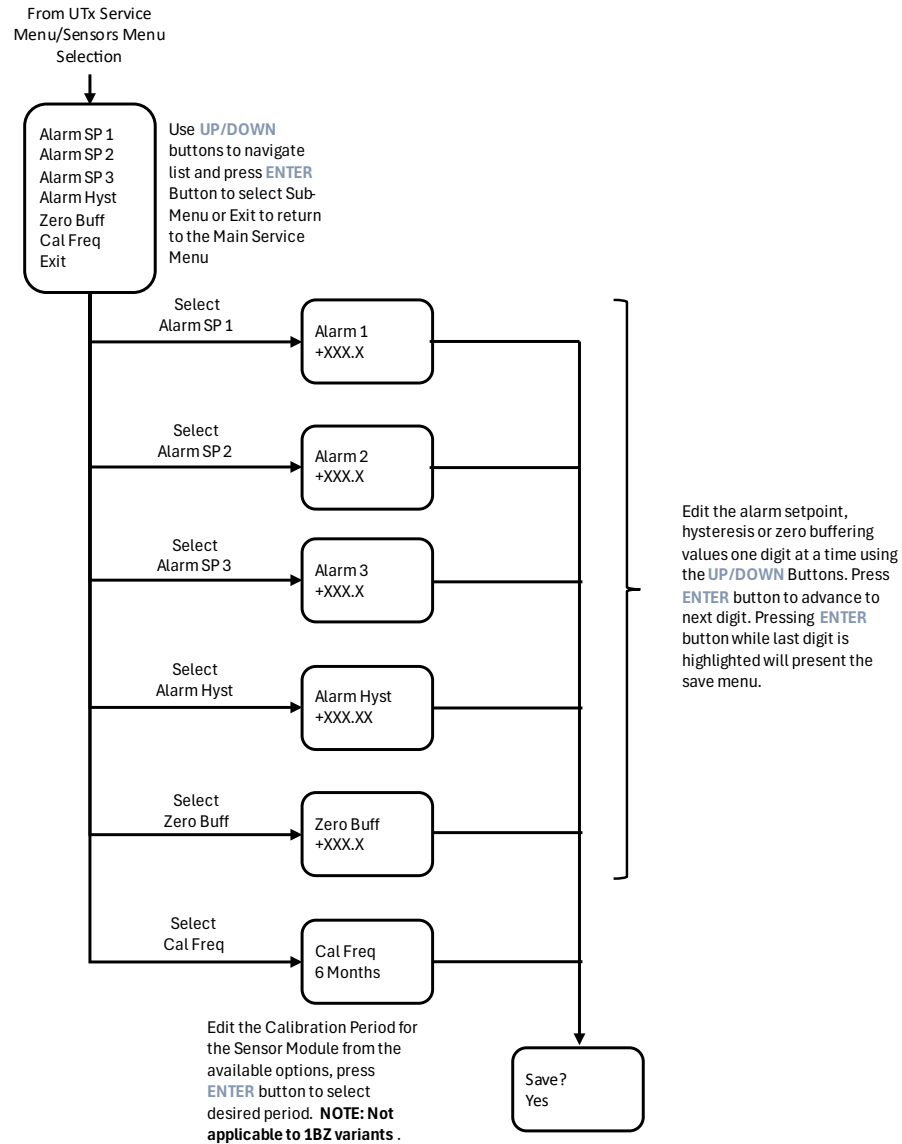 From UTx Service
Menu/Sensors Menu
Selection
Alarm SP 1
Alarm SP 2
Alarm SP 3
Alarm Hyst
Zero Buff
Cal Freq
Exit
Use UP/DOWN
buttons to navigate
list and press ENTER
Button to select Sub-
Menu or Exit to return
to the Main Service
Menu
Select
Alarm SP 1
Alarm 1
+XXX.X
Select
Alarm SP 2
Alarm 2
+XXX.X
Select
Alarm SP 3
Alarm 3
+XXX.X
Select
Alarm Hyst
Alarm Hyst
+XXX.XX
Select
Zero Buff
Zero Buff
+XXX.X
Edit the alarm setpoint,
hysteresis or zero buffering
values one digit at a time using
the UP/DOWN Buttons. Press
ENTER button to advance to
next digit. Pressing ENTER
button while last digit is
highlighted will present the
save menu.
Select
Cal Freq
Cal Freq
6 Months
Edit the Calibration Period for
the Sensor Module from the
available options, press
ENTER button to select
desired period. NOTE: Not
applicable to 1BZ variants .
Save?
Yes